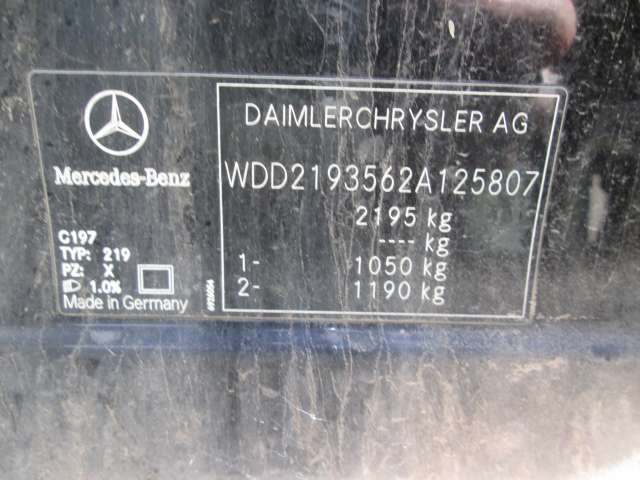 Mercedes-Benz
C197
TYP: 219
PZ: X
1.0%
Made in Germany
DAIMLERCHRYSLER AG
WDD2193562A125807
2195 kg
---- kg
1- 1050 kg
2- 1190 kg